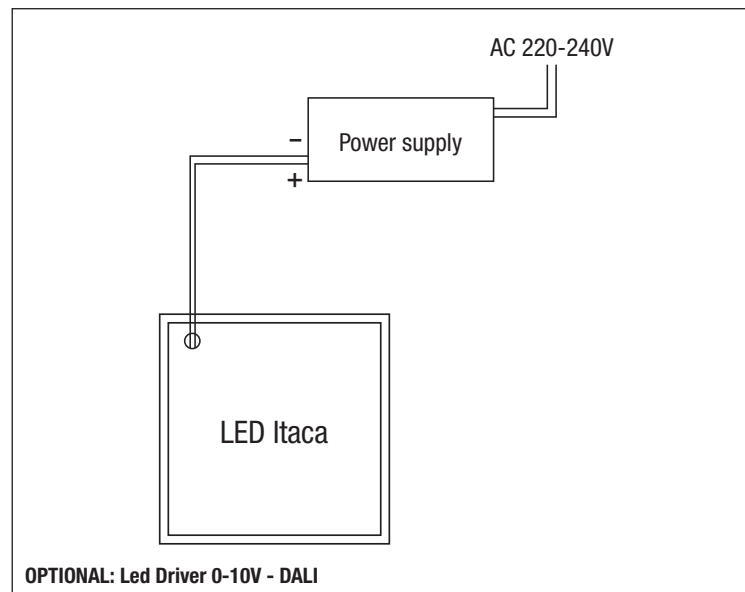 AC 220-240V
Power supply
–
+
LED Itaca
OPTIONAL: Led Driver 0-10V - DALI